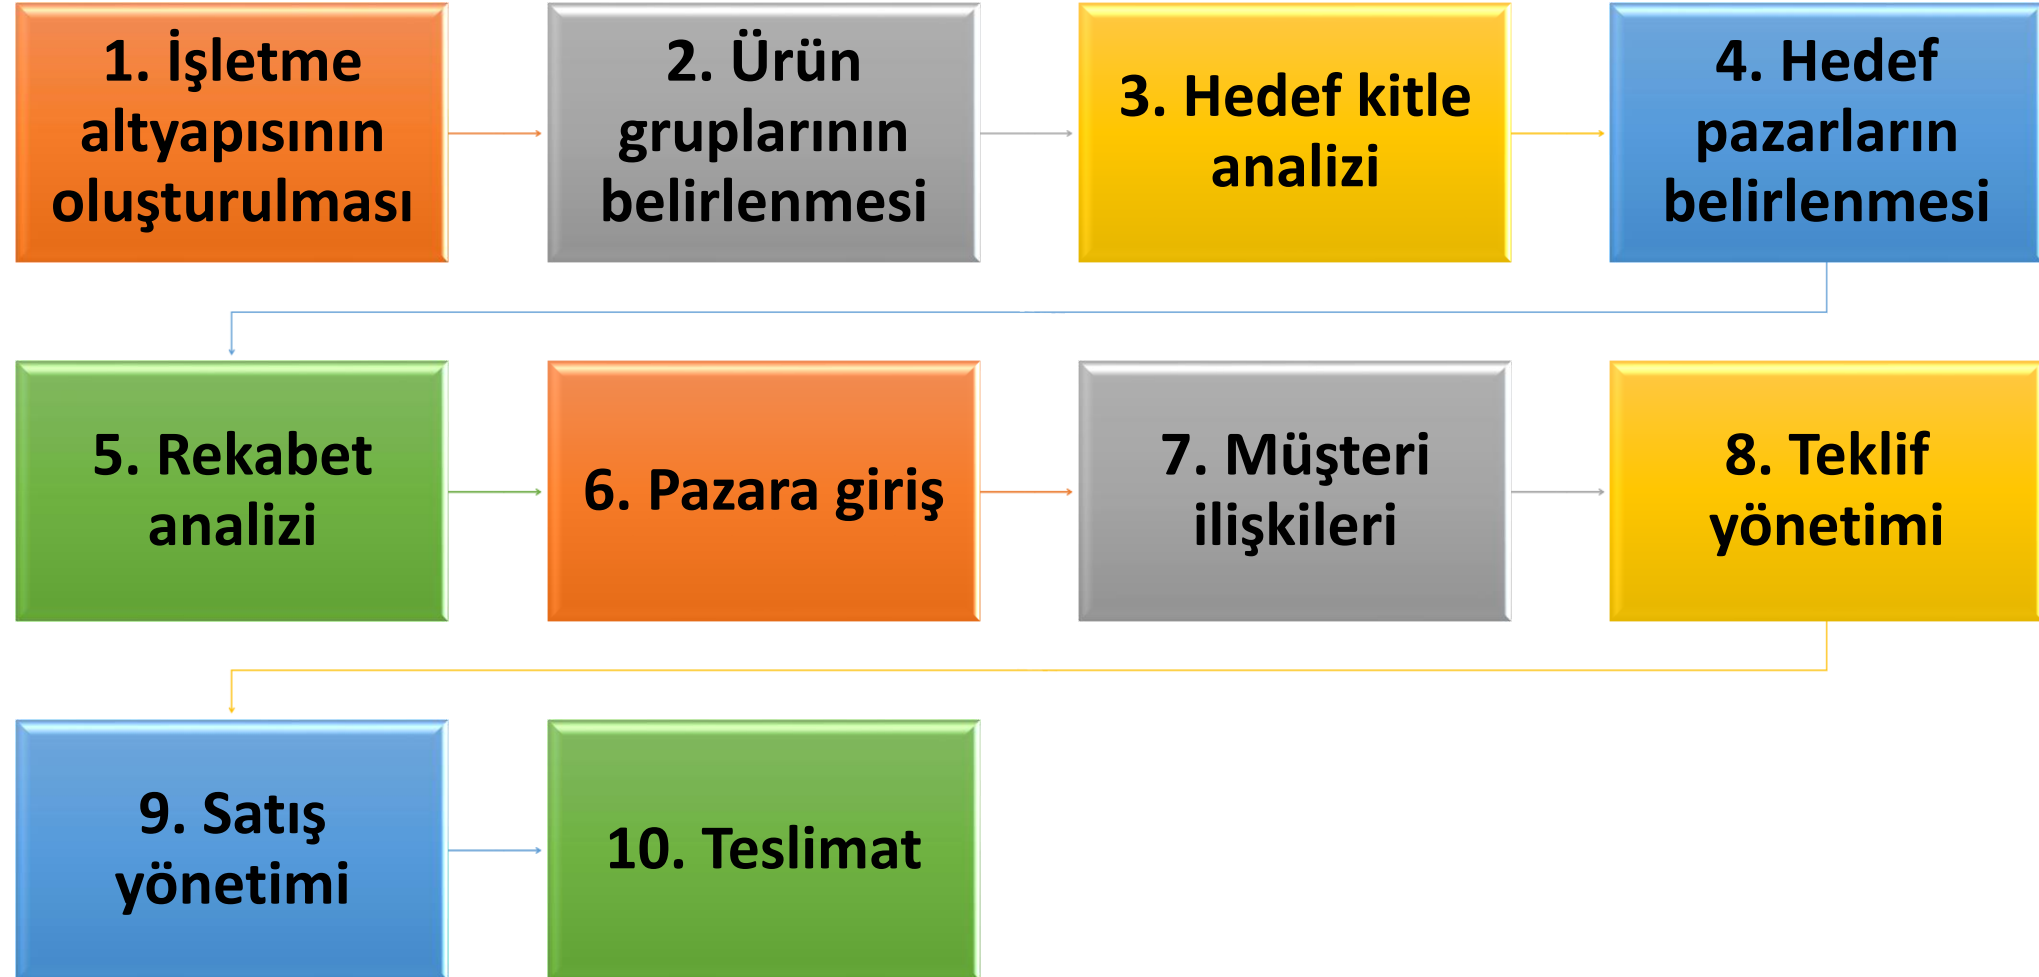 1. İşletme
altyapısının
oluşturulması
2. Ürün
gruplarının
belirlenmesi
3. Hedef kitle
analizi
4. Hedef
pazarların
belirlenmesi
5. Rekabet
analizi
6. Pazara giriş
7. Müşteri
ilişkileri
8. Teklif
yönetimi
9. Satış
yönetimi
10. Teslimat